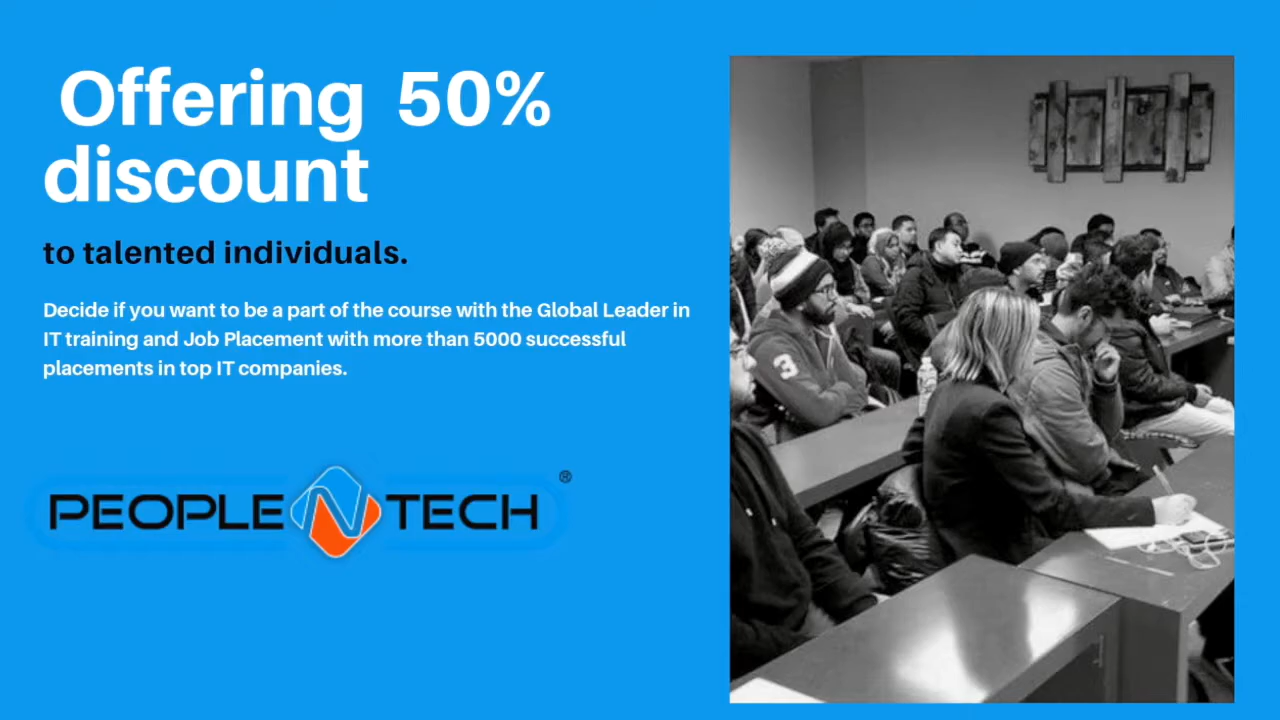 Offering 50%
discount
to talented individuals.
Decide if you want to be a part of the course with the Global Leader in
IT training and Job Placement with more than 5000 successful
placements in top IT companies.
PEOPLE N TECH ®
3